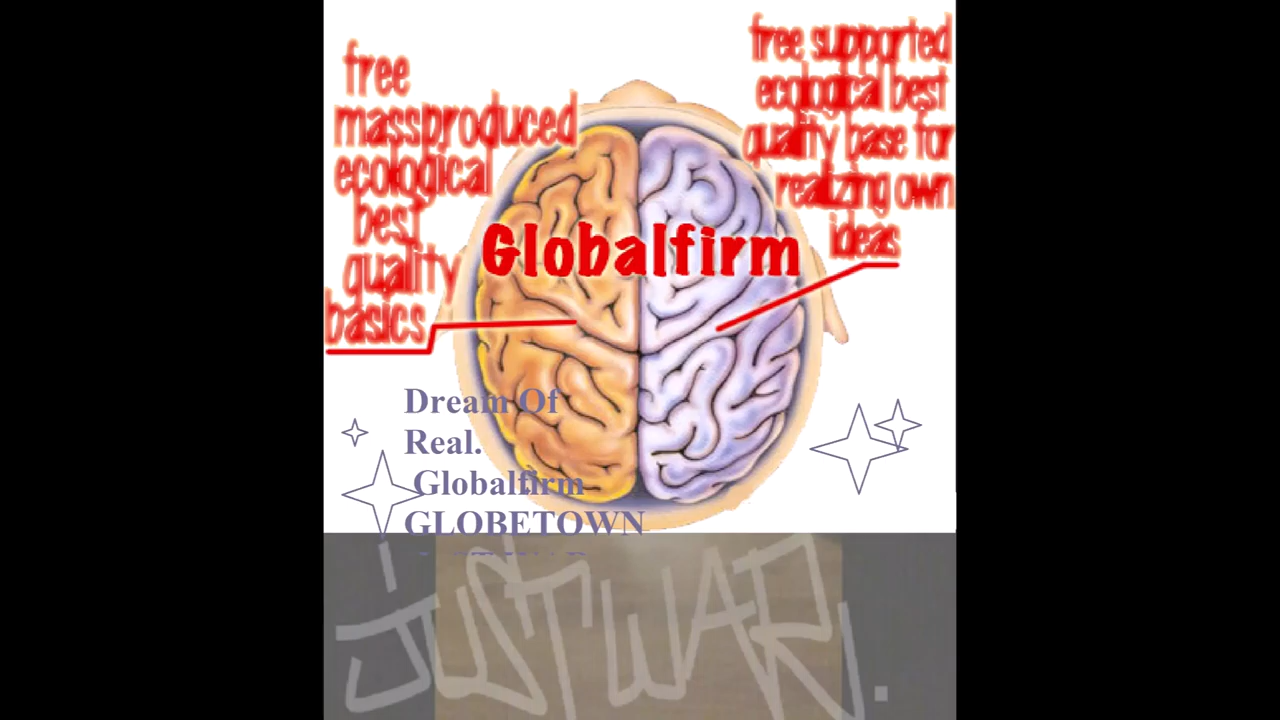 free
massproduced
ecological
best
quality
basics
free supported
ecological best
quality base for
realizing own
ideas
Globalfirm
Dream Of
Real.
Globalfirm
GLOBETOWN
JUST WAR.